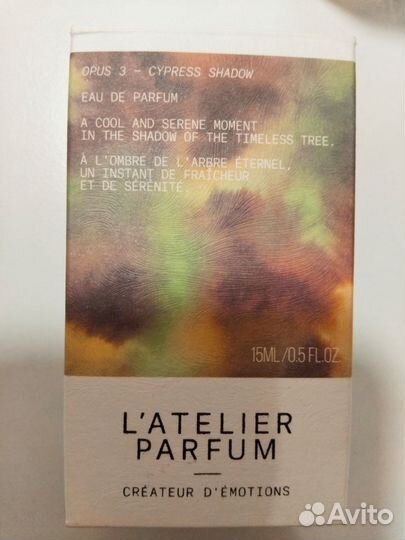 OPUS 3 – CYPRESS SHADOW
EAU DE PARFUM
A COOL AND SERENE MOMENT
IN THE SHADOW OF THE TIMELESS TREE.
À L'OMBRE DE L'ARBRE ÉTERNEL,
UN INSTANT DE FRAÎCHEUR
ET DE SÉRÉNITÉ.
15ML/0.5 FL.OZ
L'ATELIER
PARFUM
CRÉATEUR D'ÉMOTIONS
Avito